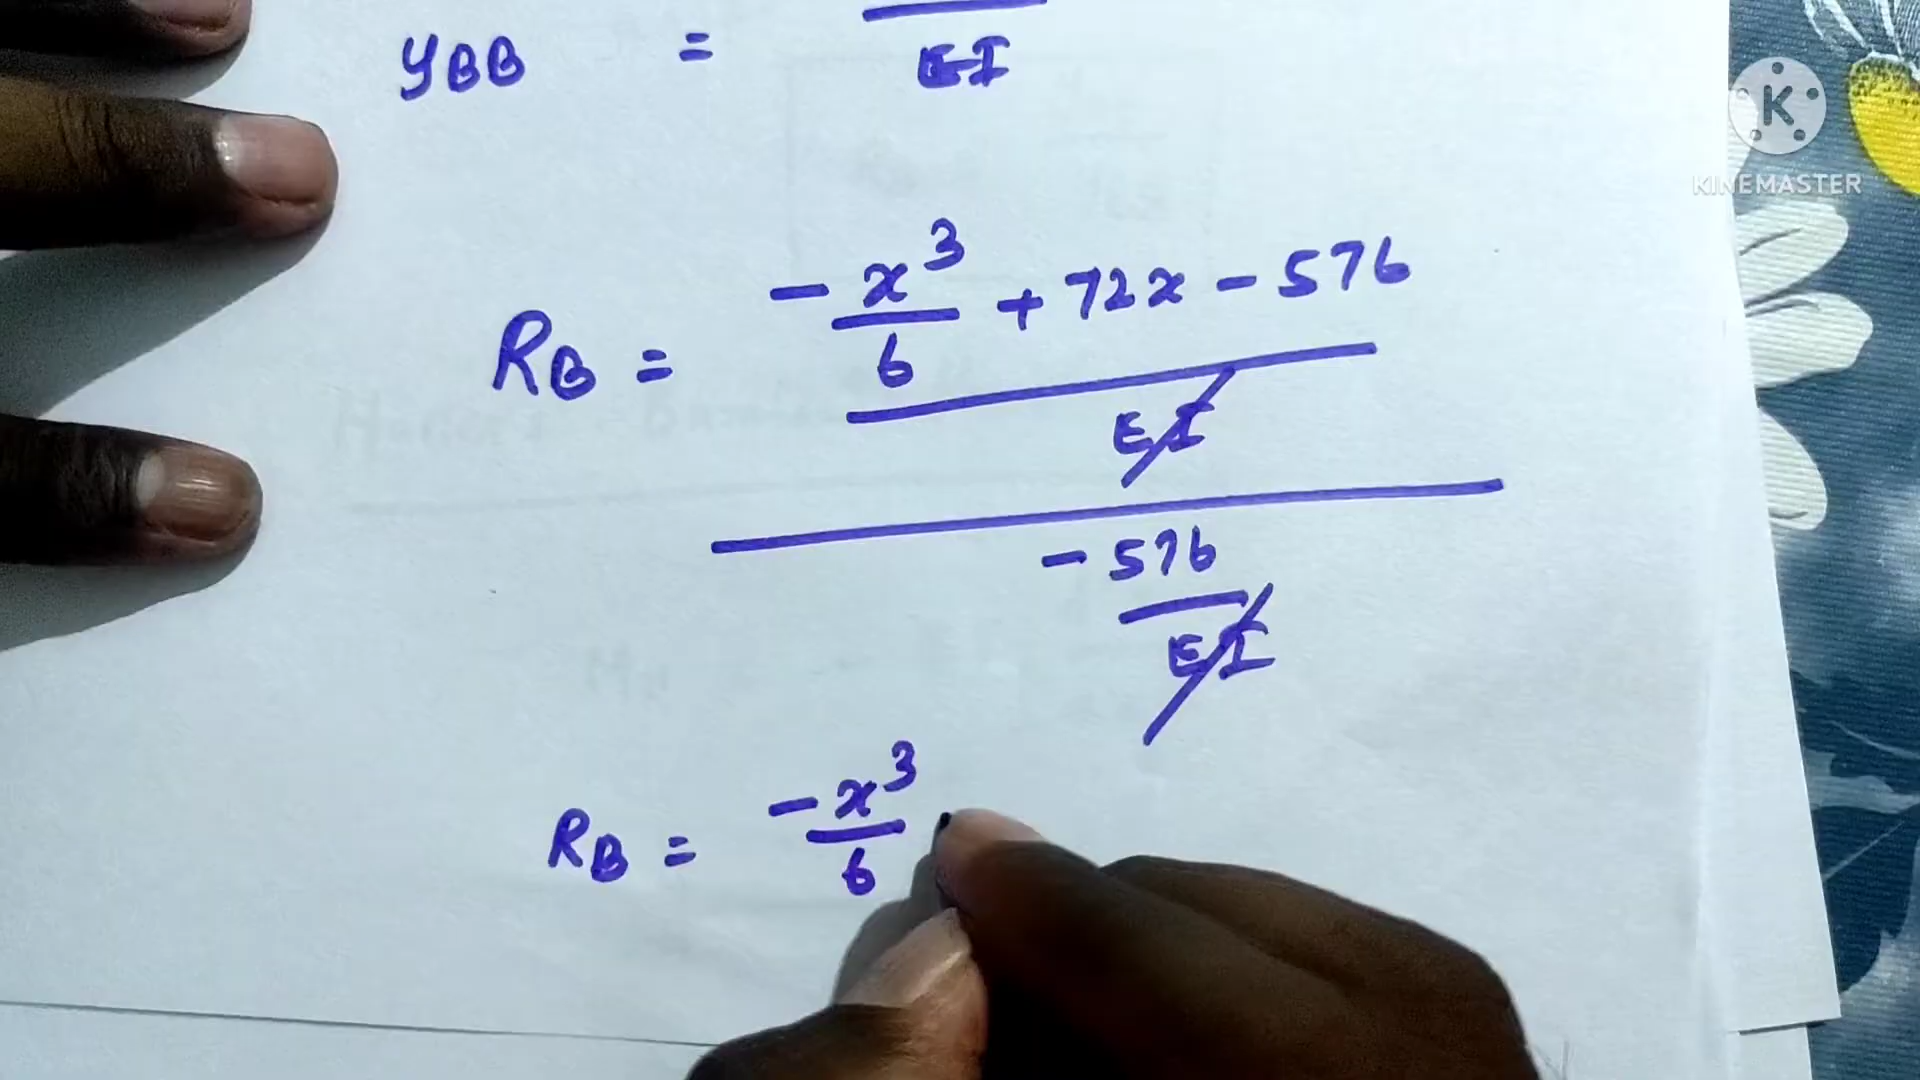 yBB = ―/EI
K
KINEMASTER
RB = (-x³/6 + 72x - 576)/EI
/ (-576/EI)
RB = -x³/6